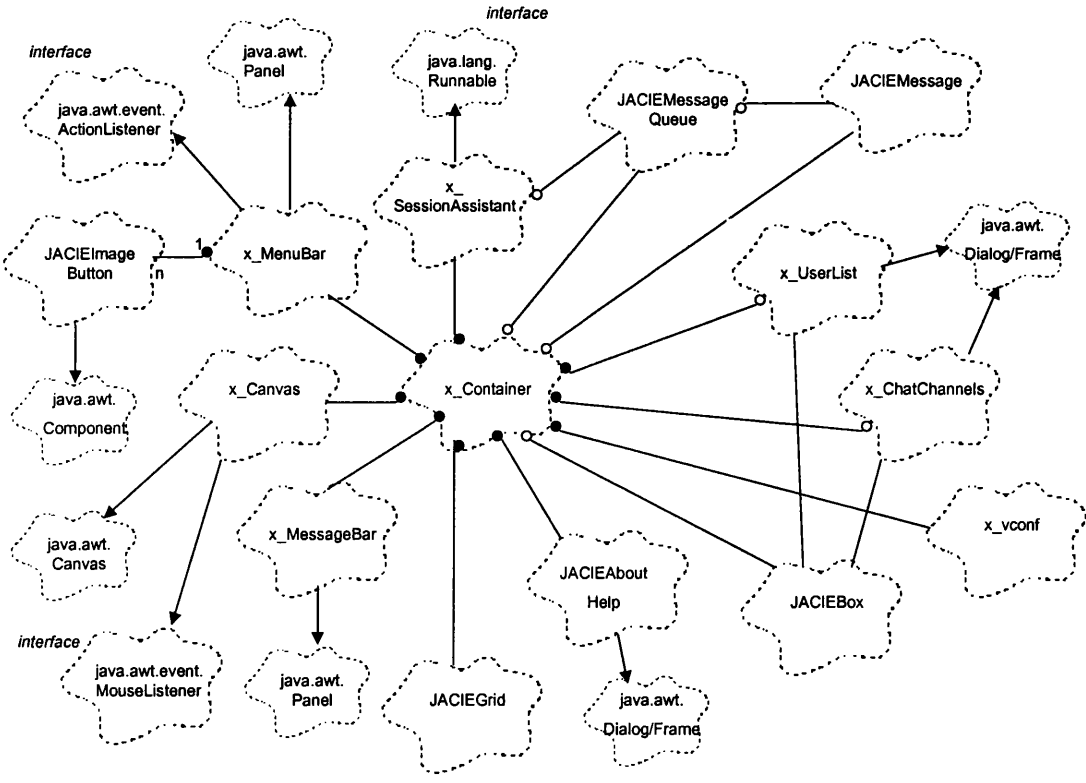 interface
interface
java.awt.
Panel
java.lang.
Runnable
java.awt.event.
ActionListener
JACIEMessage
Queue
JACIEMessage
x_
SessionAssistant
JACIEImage
Button
1
n
x_MenuBar
x_UserList
java.awt.
Dialog/Frame
x_Canvas
x_Container
x_ChatChannels
java.awt.
Component
x_MessageBar
x_vconf
java.awt.
Canvas
JACIEAbout
Help
JACIEBox
interface
java.awt.event.
MouseListener
java.awt.
Panel
JACIEGrid
java.awt.
Dialog/Frame